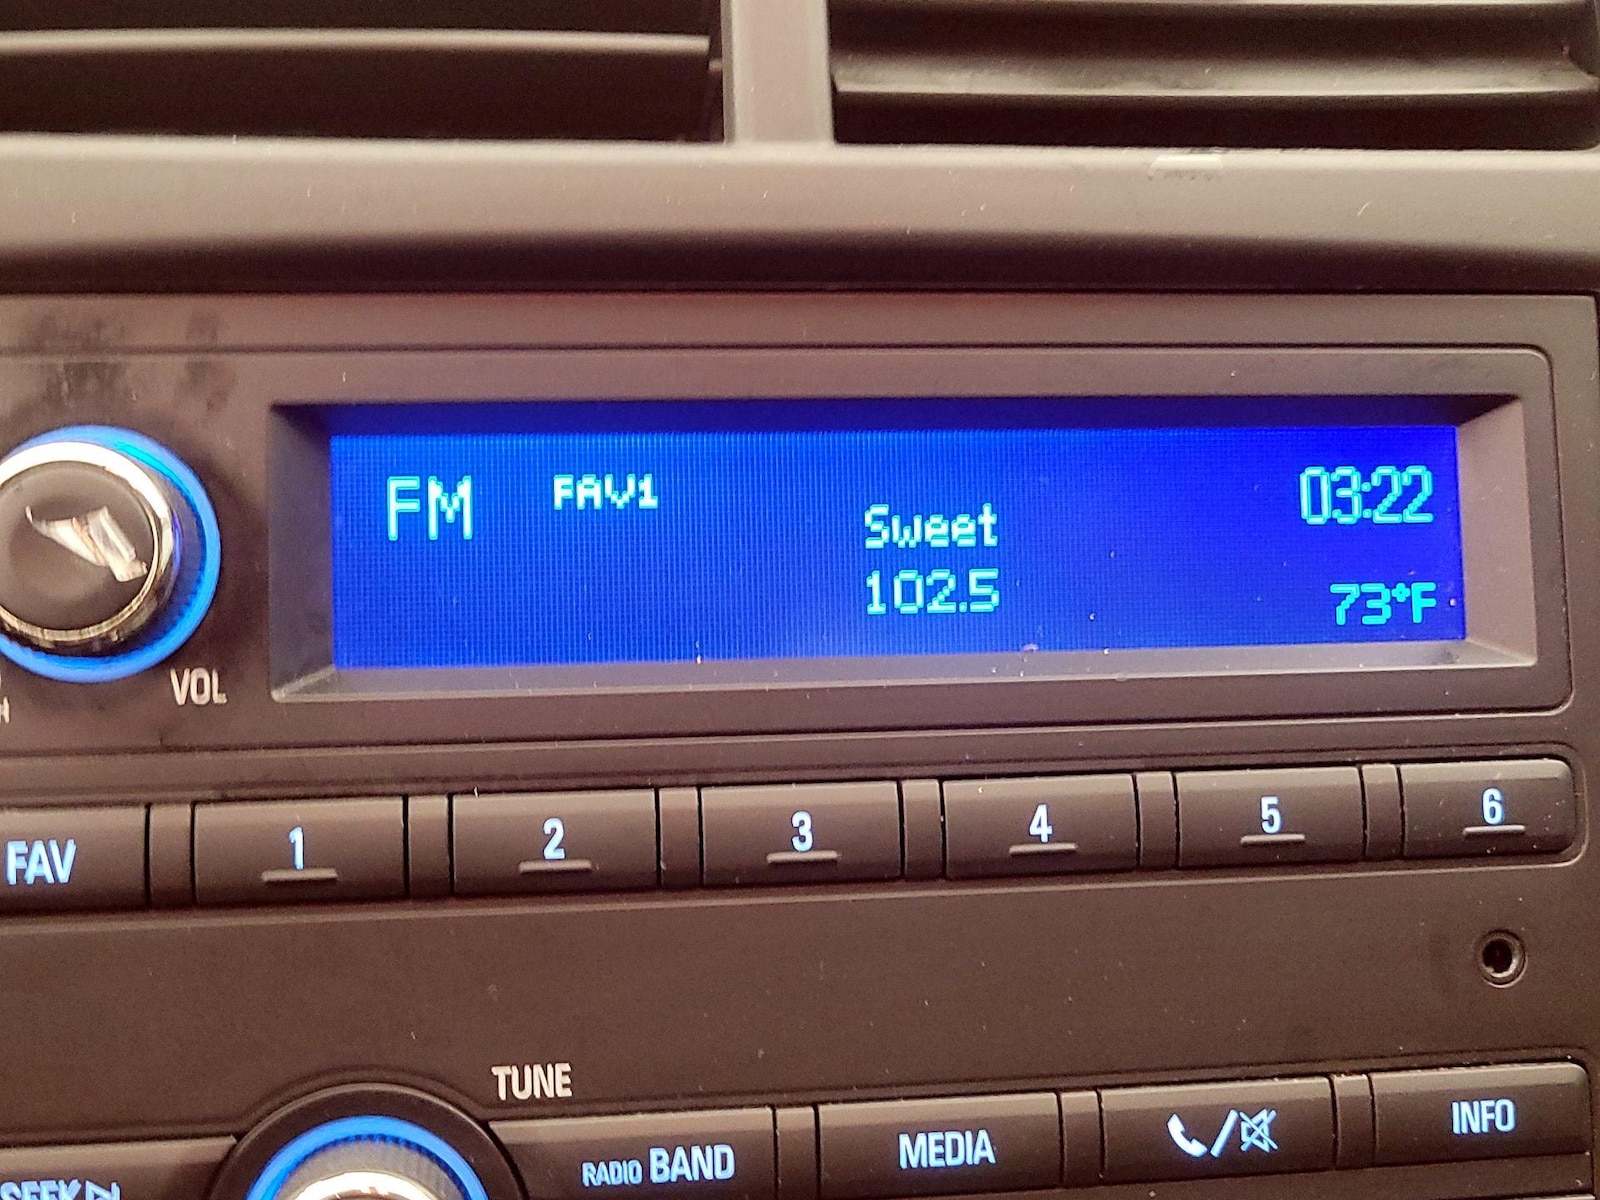 FM FAV1 03:22
Sweet
102.5 73°F
VOL
FAV 1 2 3 4 5 6
TUNE
RADIO BAND MEDIA INFO
SEEK